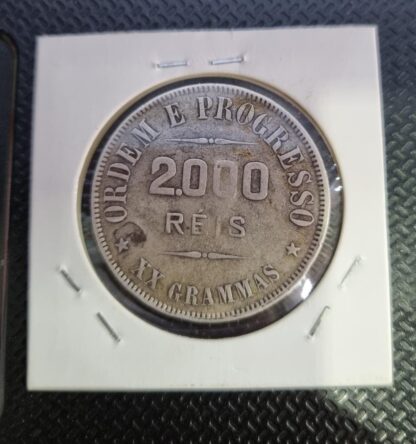 ORDEM E PROGRESSO
2.000
RÉIS
★ XX GRAMMAS ★